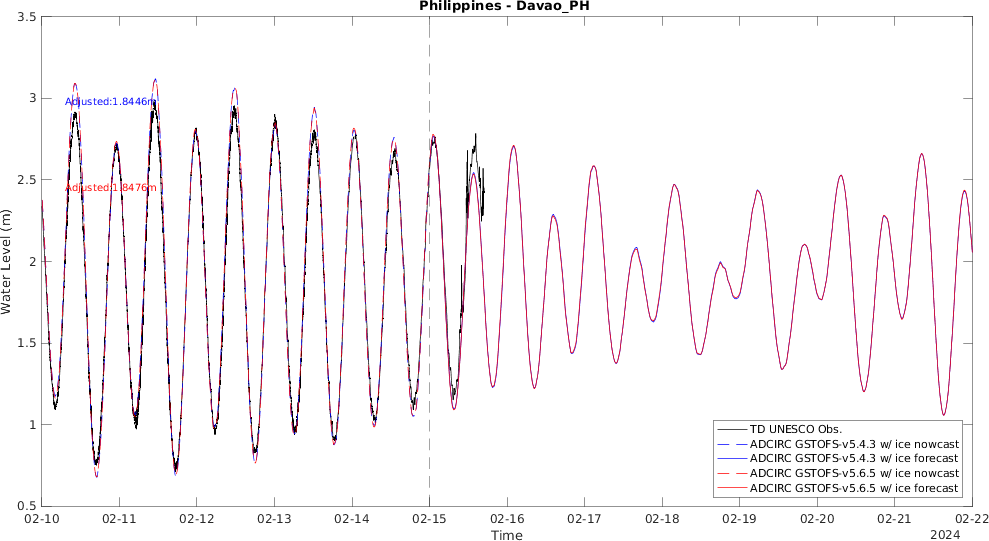 Philippines - Davao_PH
3.5
3
2.5
2
1.5
1
0.5
Water Level (m)
Adjusted:1.8446m
Adjusted:1.8476m
TD UNESCO Obs.
ADCIRC GSTOFS-v5.4.3 w/ ice nowcast
ADCIRC GSTOFS-v5.4.3 w/ ice forecast
ADCIRC GSTOFS-v5.6.5 w/ ice nowcast
ADCIRC GSTOFS-v5.6.5 w/ ice forecast
02-10 02-11 02-12 02-13 02-14 02-15 02-16 02-17 02-18 02-19 02-20 02-21 02-22
Time
2024